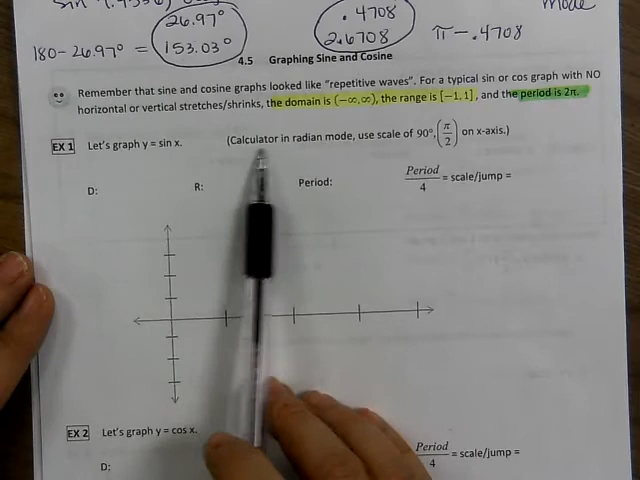 26.97°
180-26.97° = 153.03°
.4708
2.6708
π - .4708
mode
4.5 Graphing Sine and Cosine
Remember that sine and cosine graphs looked like "repetitive waves". For a typical sin or cos graph with NO
horizontal or vertical stretches/shrinks, the domain is (-∞,∞), the range is [-1,1], and the period is 2π.
EX 1 Let's graph y = sin x. (Calculator in radian mode, use scale of 90°, (π/2) on x-axis.)
D: R: Period: Period/4 = scale/jump =
EX 2 Let's graph y = cos x.
D: Period/4 = scale/jump =